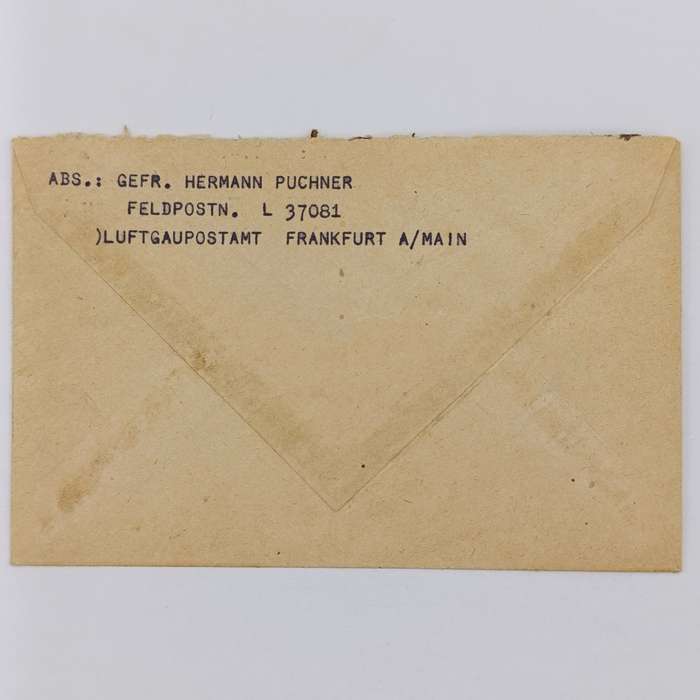 ABS.: GEFR. HERMANN PUCHNER
FELDPOSTN. L 37081
)LUFTGAUPOSTAMT FRANKFURT A/MAIN